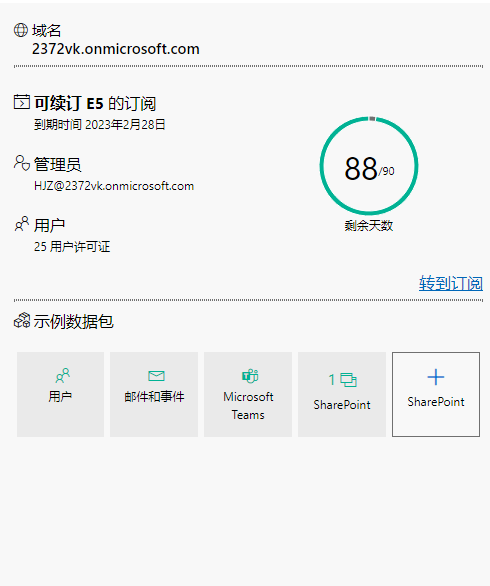 域名
2372vk.onmicrosoft.com
可续订 E5 的订阅
到期时间 2023年2月28日
88/90
剩余天数
管理员
HJZ@2372vk.onmicrosoft.com
用户
25 用户许可证
转到订阅
示例数据包
用户
邮件和事件
Microsoft
Teams
1
SharePoint
SharePoint